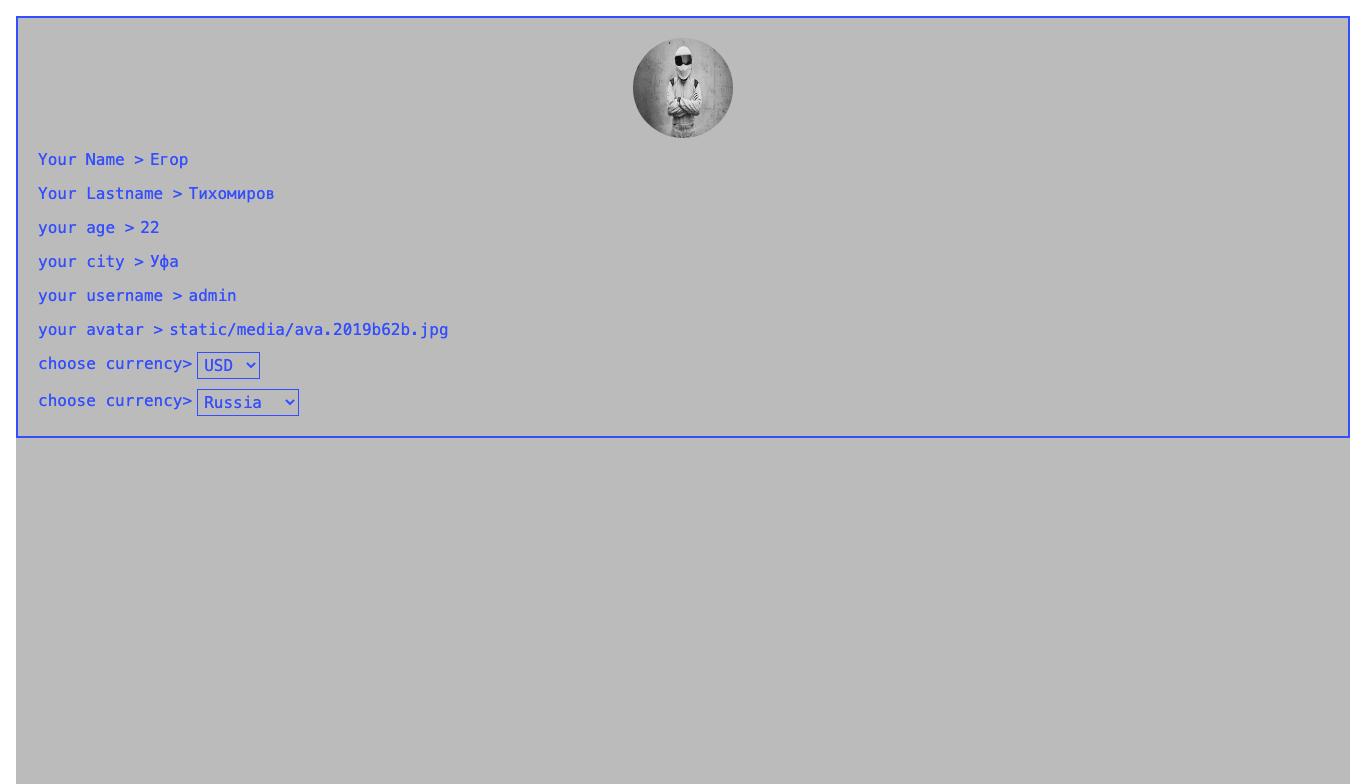 Your Name > Егор
Your Lastname > Тихомиров
your age > 22
your city > Уфа
your username > admin
your avatar > static/media/ava.2019b62b.jpg
choose currency> USD
choose currency> Russia